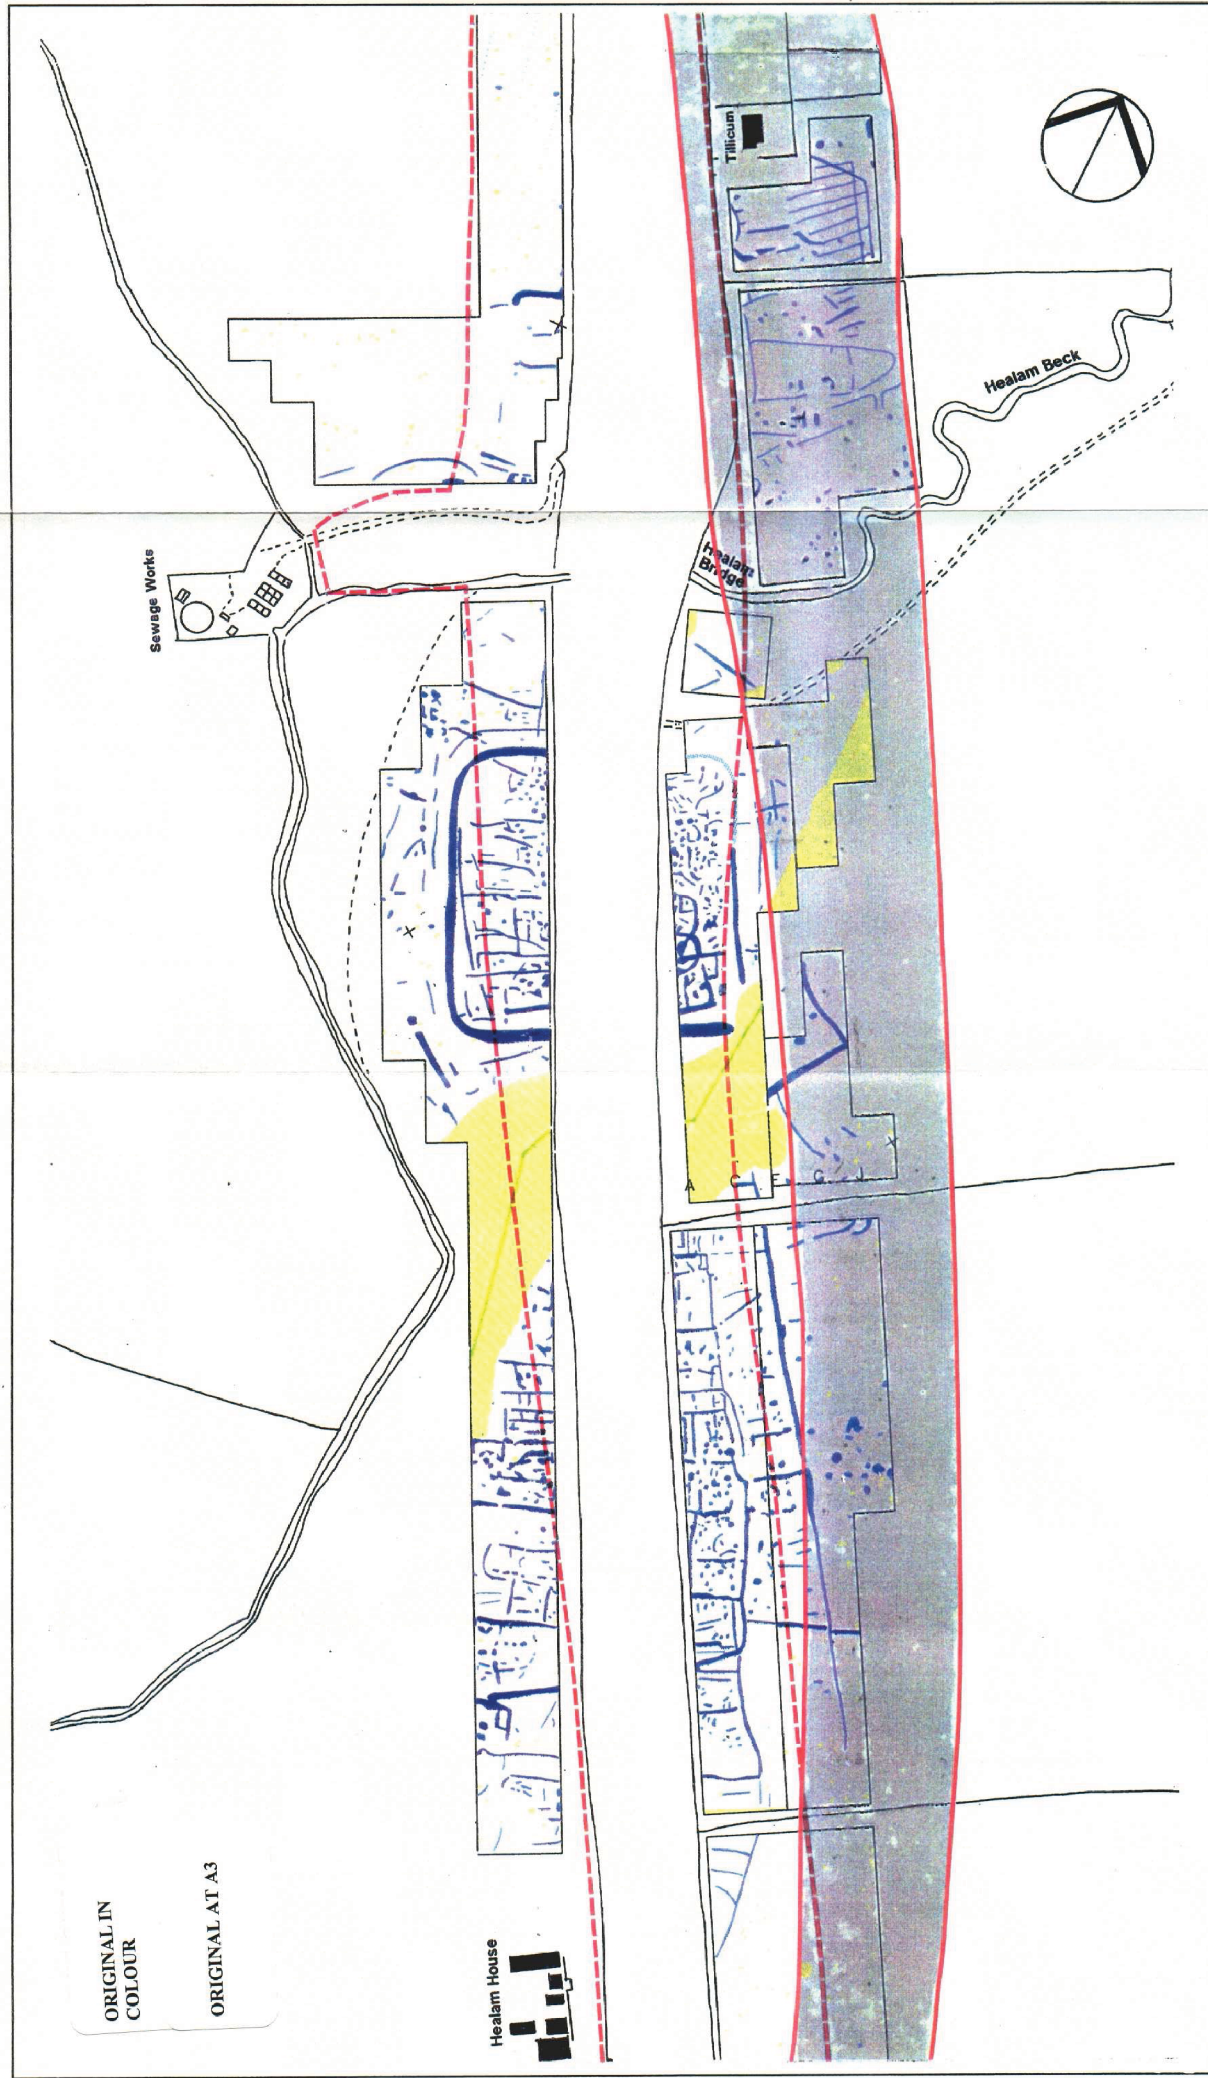 Tillicum
Healam Beck
Healam
Bridge
Sewage Works
A C E G J
ORIGINAL IN
COLOUR
ORIGINAL AT A3
Healam House